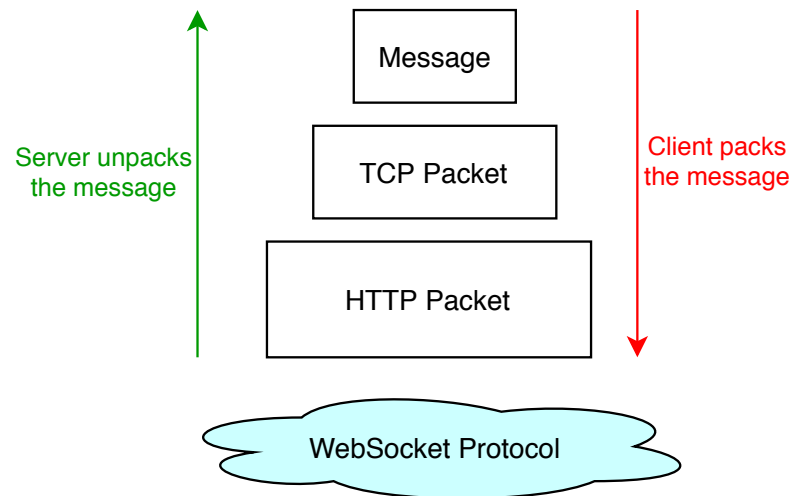 Message
Server unpacks
the message
TCP Packet
Client packs
the message
HTTP Packet
WebSocket Protocol